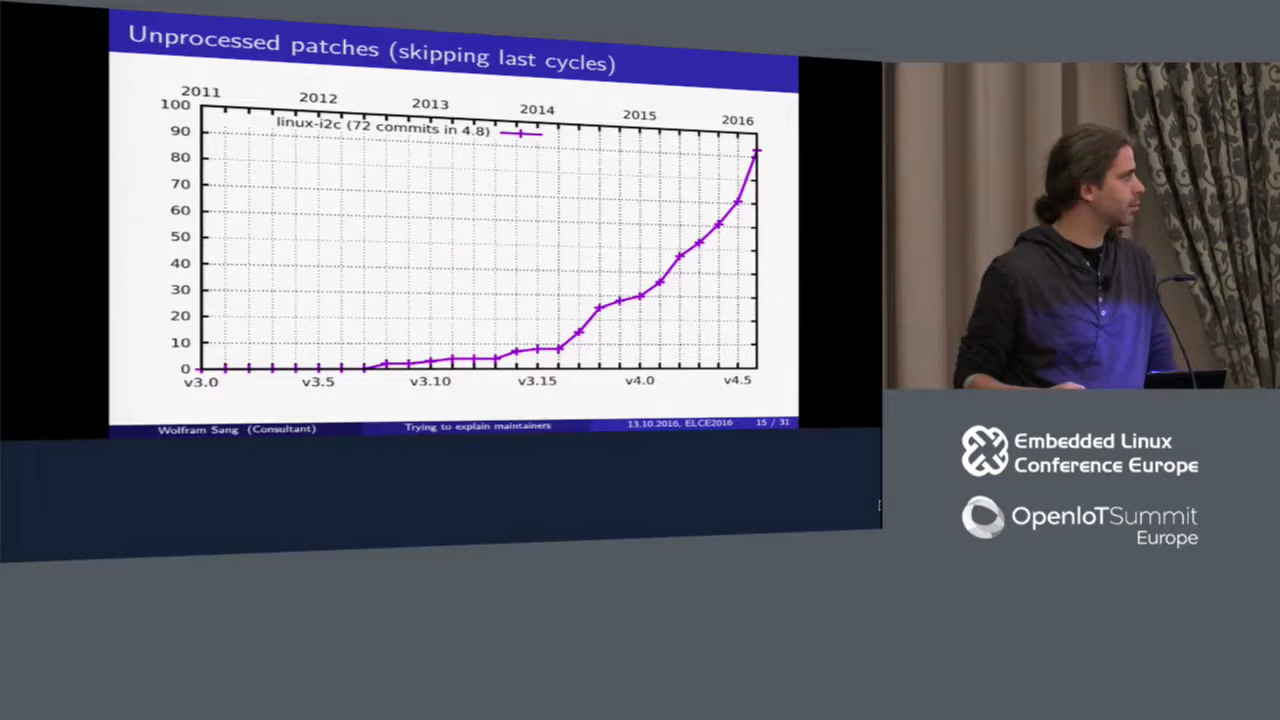 Unprocessed patches (skipping last cycles)
2011 2012 2013 2014 2015 2016
linux-i2c (72 commits in 4.8)
100
90
80
70
60
50
40
30
20
10
0
v3.0 v3.5 v3.10 v3.15 v4.0 v4.5
Wolfram Sang (Consultant) Trying to explain maintainers 13.10.2016, ELCE2016 15 / 31
Embedded Linux
Conference Europe
OpenIoTSummit
Europe